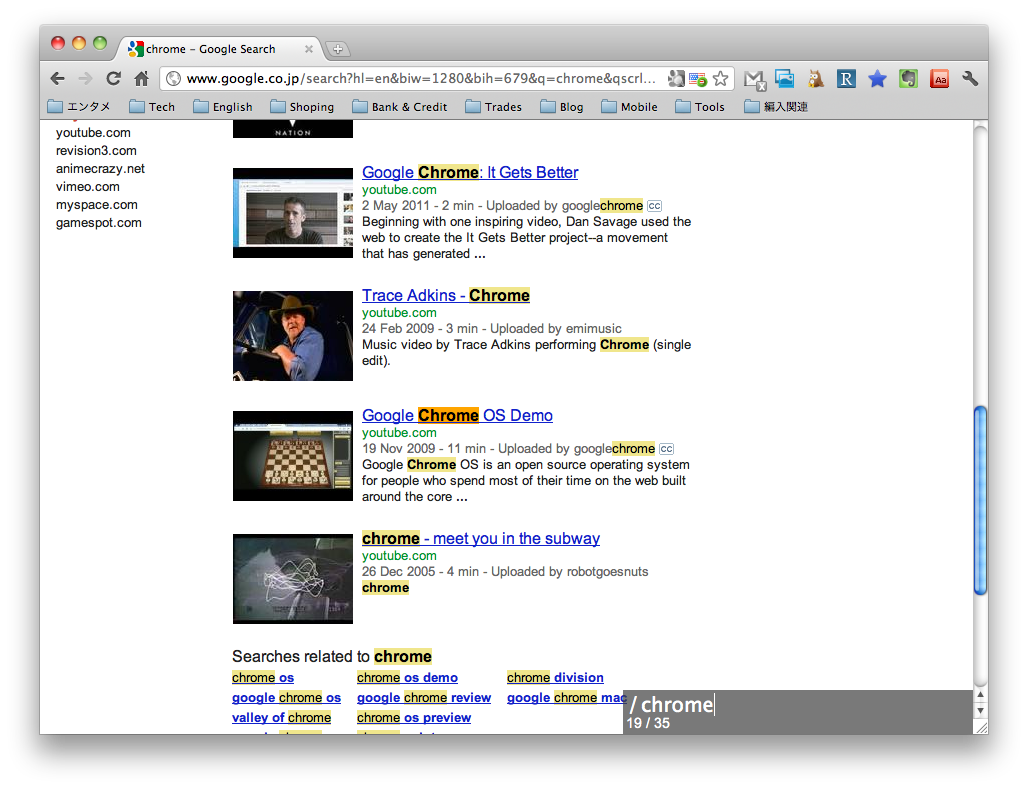 chrome – Google Search
www.google.co.jp/search?hl=en&biw=1280&bih=679&q=chrome&qscrl...
エンタメ Tech English Shoping Bank & Credit Trades Blog Mobile Tools 編入関連
youtube.com
revision3.com
animecrazy.net
vimeo.com
myspace.com
gamespot.com
NATION
Google Chrome: It Gets Better
youtube.com
2 May 2011 - 2 min - Uploaded by googlechrome CC
Beginning with one inspiring video, Dan Savage used the
web to create the It Gets Better project--a movement
that has generated ...
Trace Adkins - Chrome
youtube.com
24 Feb 2009 - 3 min - Uploaded by emimusic
Music video by Trace Adkins performing Chrome (single
edit).
Google Chrome OS Demo
youtube.com
19 Nov 2009 - 11 min - Uploaded by googlechrome CC
Google Chrome OS is an open source operating system
for people who spend most of their time on the web built
around the core ...
chrome - meet you in the subway
youtube.com
26 Dec 2005 - 4 min - Uploaded by robotgoesnuts
chrome
Searches related to chrome
chrome os chrome os demo chrome division
google chrome os google chrome review google chrome mac
valley of chrome chrome os preview
/ chrome
19 / 35